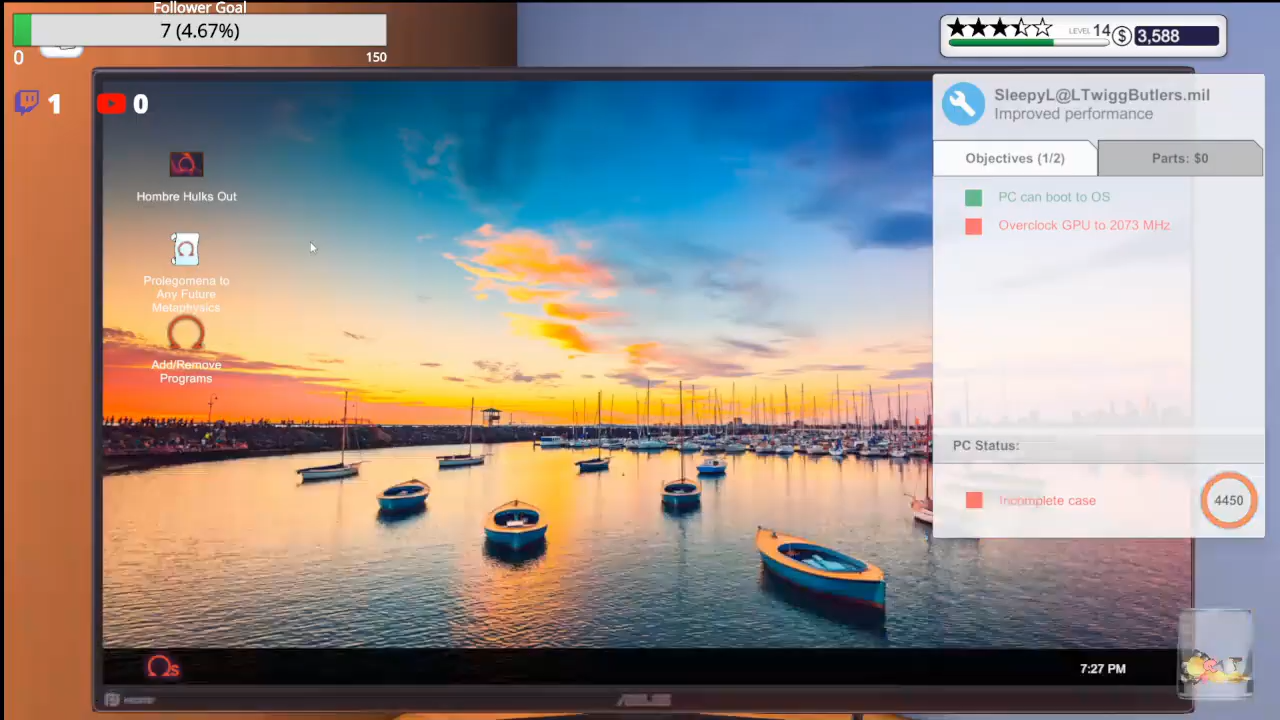 Follower Goal
7 (4.67%)
0
150
1
0
LEVEL 14
$ 3,588
SleepyL@LTwiggButlers.mil
Improved performance
Objectives (1/2)
Parts: $0
PC can boot to OS
Overclock GPU to 2073 MHz
PC Status:
Incomplete case
4450
Hombre Hulks Out
Prolegomena to
Any Future
Metaphysics
Add/Remove
Programs
Ωs
7:27 PM